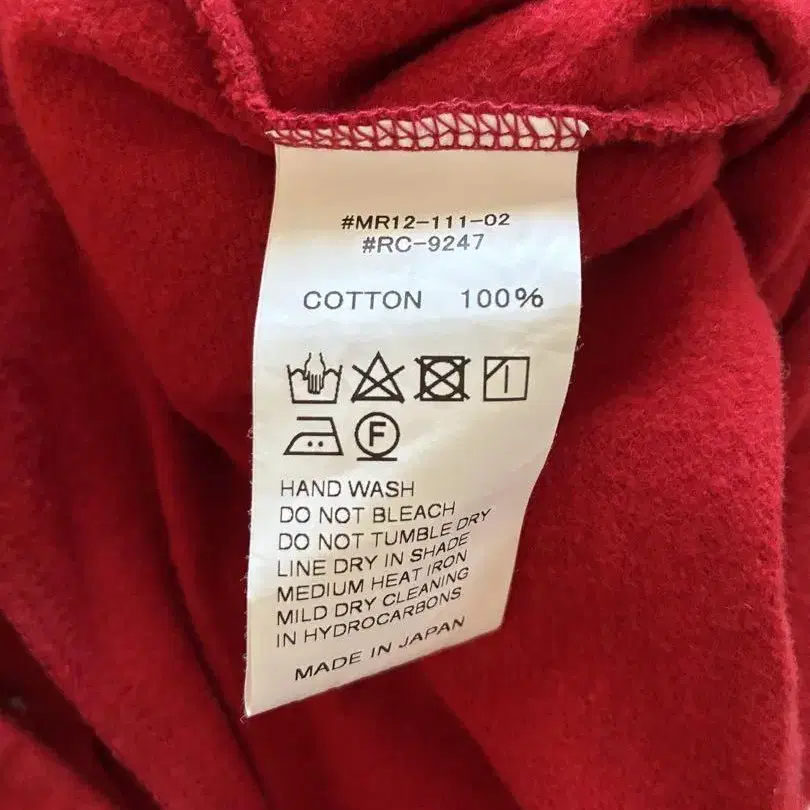 #MR12-111-02
#RC-9247
COTTON 100%
F
HAND WASH
DO NOT BLEACH
DO NOT TUMBLE DRY
LINE DRY IN SHADE
MEDIUM HEAT IRON
MILD DRY CLEANING
IN HYDROCARBONS
MADE IN JAPAN